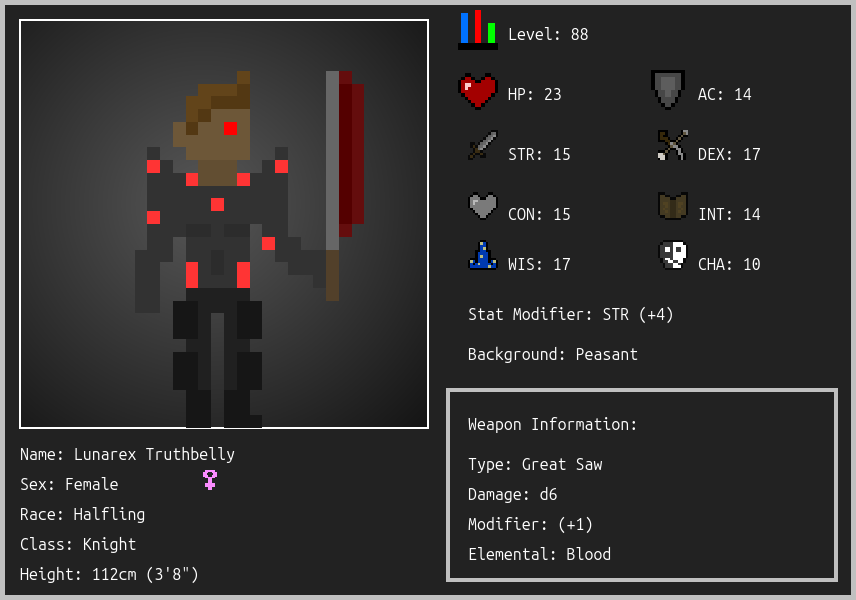 Level: 88
HP: 23
AC: 14
STR: 15
DEX: 17
CON: 15
INT: 14
WIS: 17
CHA: 10
Stat Modifier: STR (+4)
Background: Peasant
Weapon Information:
Type: Great Saw
Damage: d6
Modifier: (+1)
Elemental: Blood
Name: Lunarex Truthbelly
Sex: Female
Race: Halfling
Class: Knight
Height: 112cm (3'8")